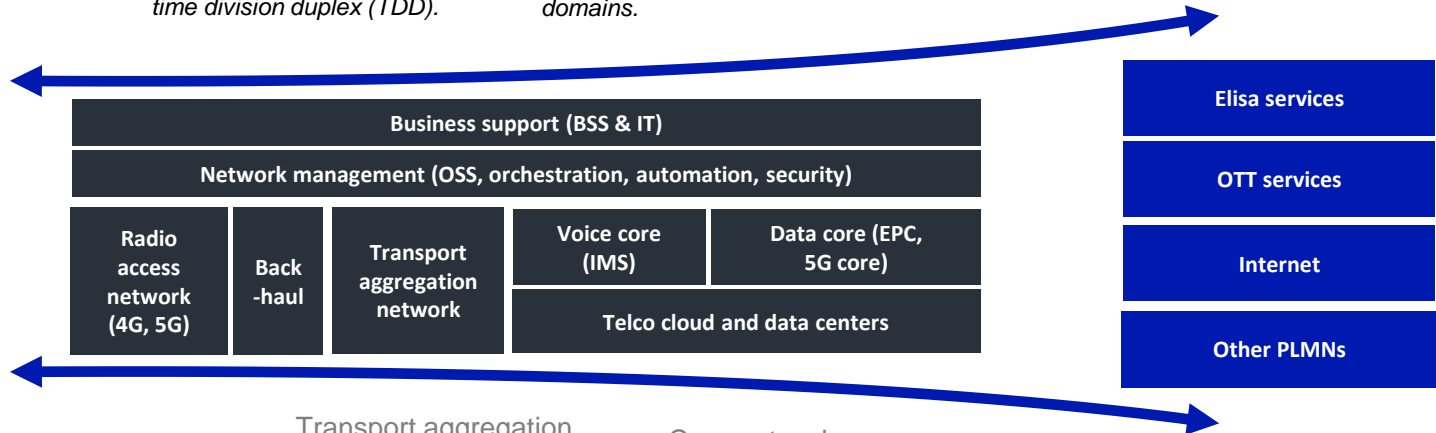 time division duplex (TDD).
domains.
Business support (BSS & IT)
Network management (OSS, orchestration, automation, security)
Radio
access
network
(4G, 5G)
Back
-haul
Transport
aggregation
network
Voice core
(IMS)
Data core (EPC,
5G core)
Telco cloud and data centers
Elisa services
OTT services
Internet
Other PLMNs
Transport aggregation